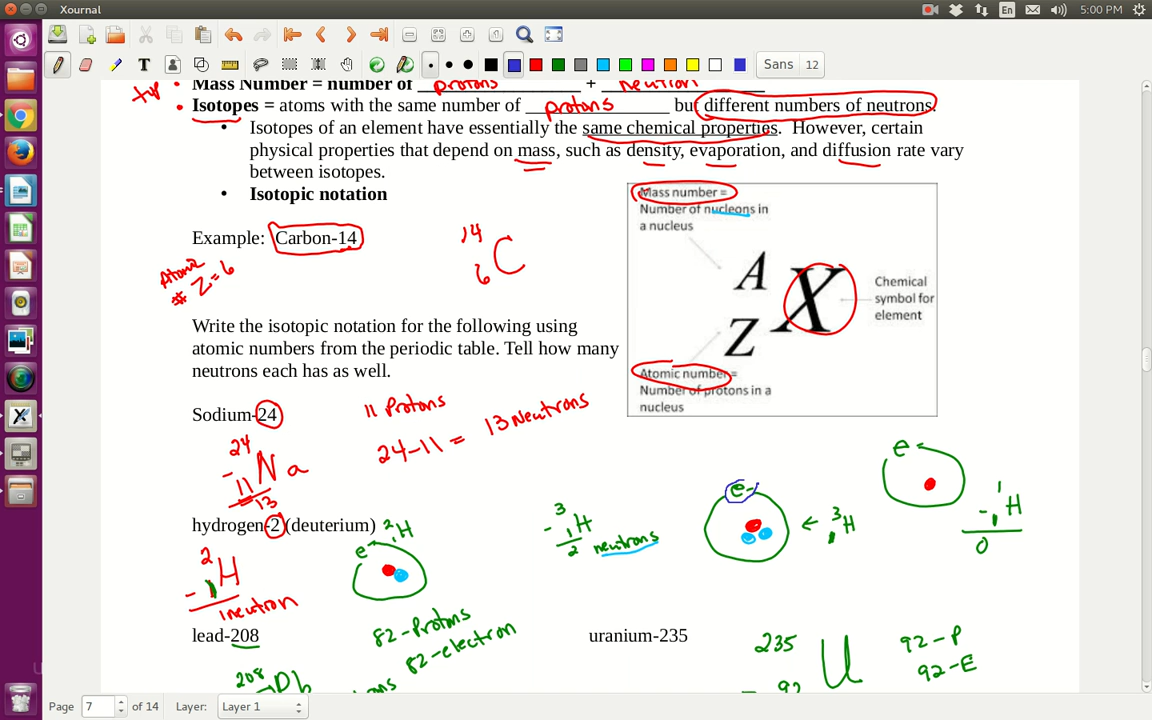 Xournal
En
5:00 PM
Sans 12
Mass Number = number of protons + neutron
Isotopes = atoms with the same number of protons but different numbers of neutrons.
• Isotopes of an element have essentially the same chemical properties. However, certain
physical properties that depend on mass, such as density, evaporation, and diffusion rate vary
between isotopes.
• Isotopic notation
Mass number =
Number of nucleons in
a nucleus
A
X
Z
Chemical
symbol for
element
Atomic number =
Number of protons in a
nucleus
Example: Carbon-14
14
6 C
# Z=6
Write the isotopic notation for the following using
atomic numbers from the periodic table. Tell how many
neutrons each has as well.
Sodium-24
11 Protons
24-11 = 13 Neutrons
24
- 11 Na
13
hydrogen-2 (deuterium)
2
1 H
e-
2
- 1 H
1 neutron
3
- 1 H
2 neutrons
e-
← 3
1 H
e-
1
- 1 H
0
lead-208
82-Protons
82-electron
208
uranium-235
235 U
- 92
92-P
92-E
Page 7 of 14 Layer: Layer 1